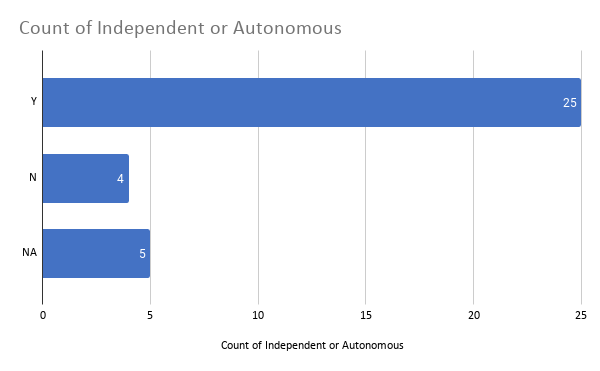 Count of Independent or Autonomous
Y
25
N
4
NA
5
0 5 10 15 20 25
Count of Independent or Autonomous